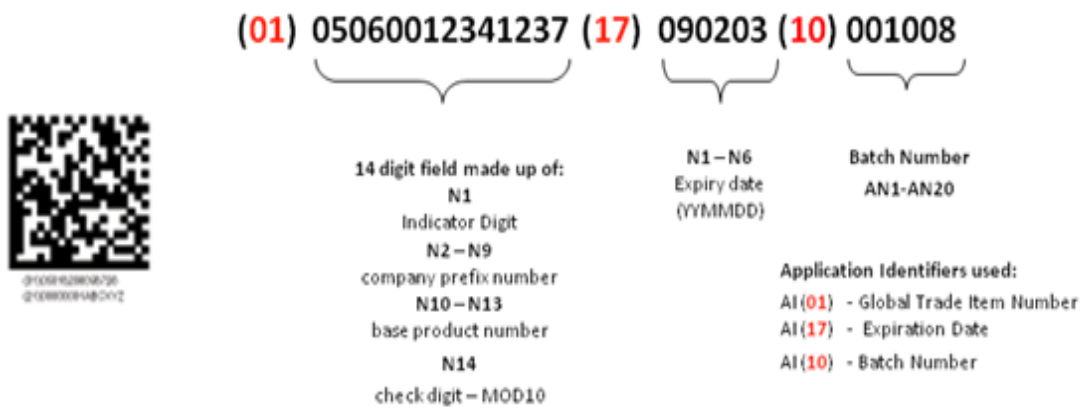 (01) 05060012341237 (17) 090203 (10) 001008
14 digit field made up of:
N1
Indicator Digit
N2 – N9
company prefix number
N10 – N13
base product number
N14
check digit – MOD10
N1 – N6
Expiry date
(YYMMDD)
Batch Number
AN1-AN20
Application Identifiers used:
AI(01) - Global Trade Item Number
AI(17) - Expiration Date
AI(10) - Batch Number